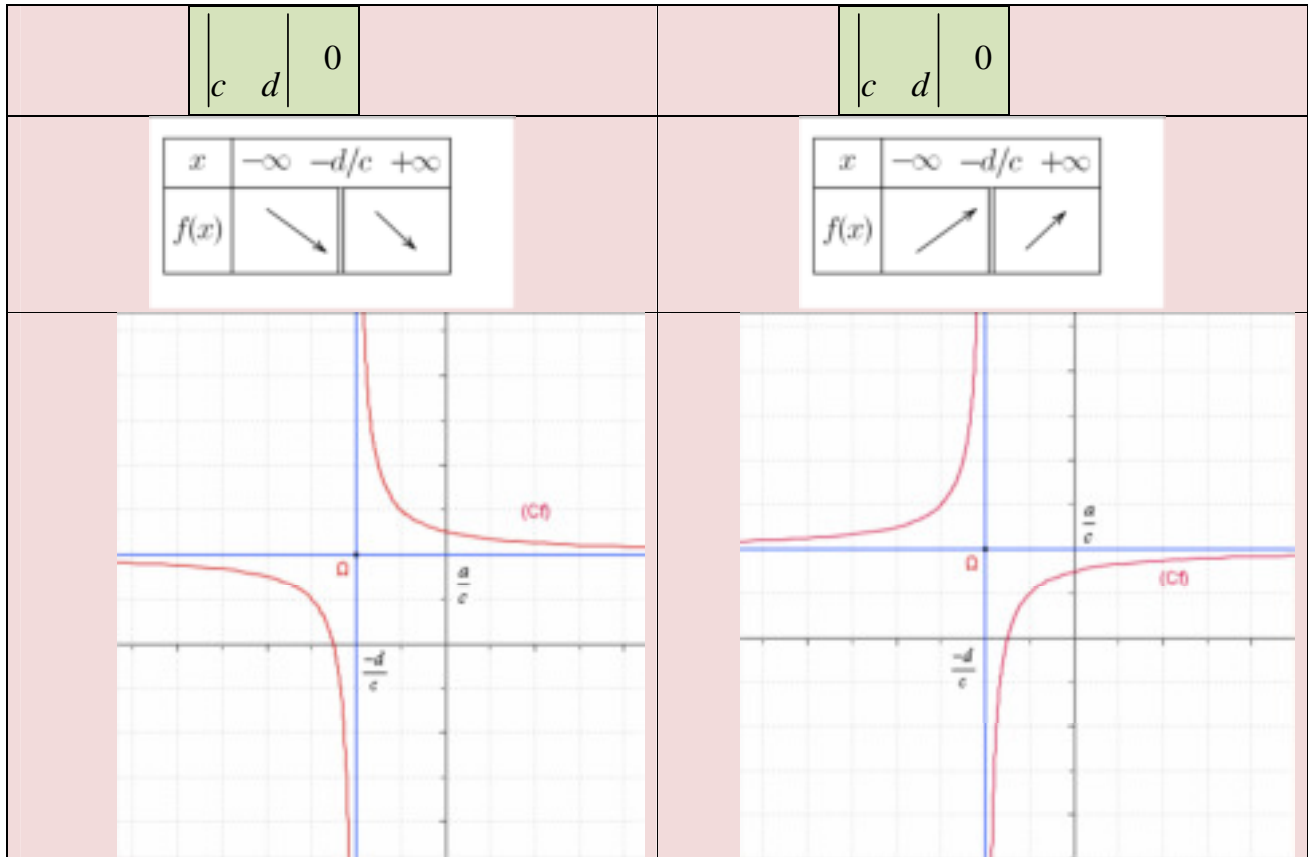 |c d| 0
|c d| 0
x −∞ −d/c +∞
f(x)
x −∞ −d/c +∞
f(x)
(Cf)
Ω
a/c
-d/c
a/c
Ω
(Cf)
-d/c